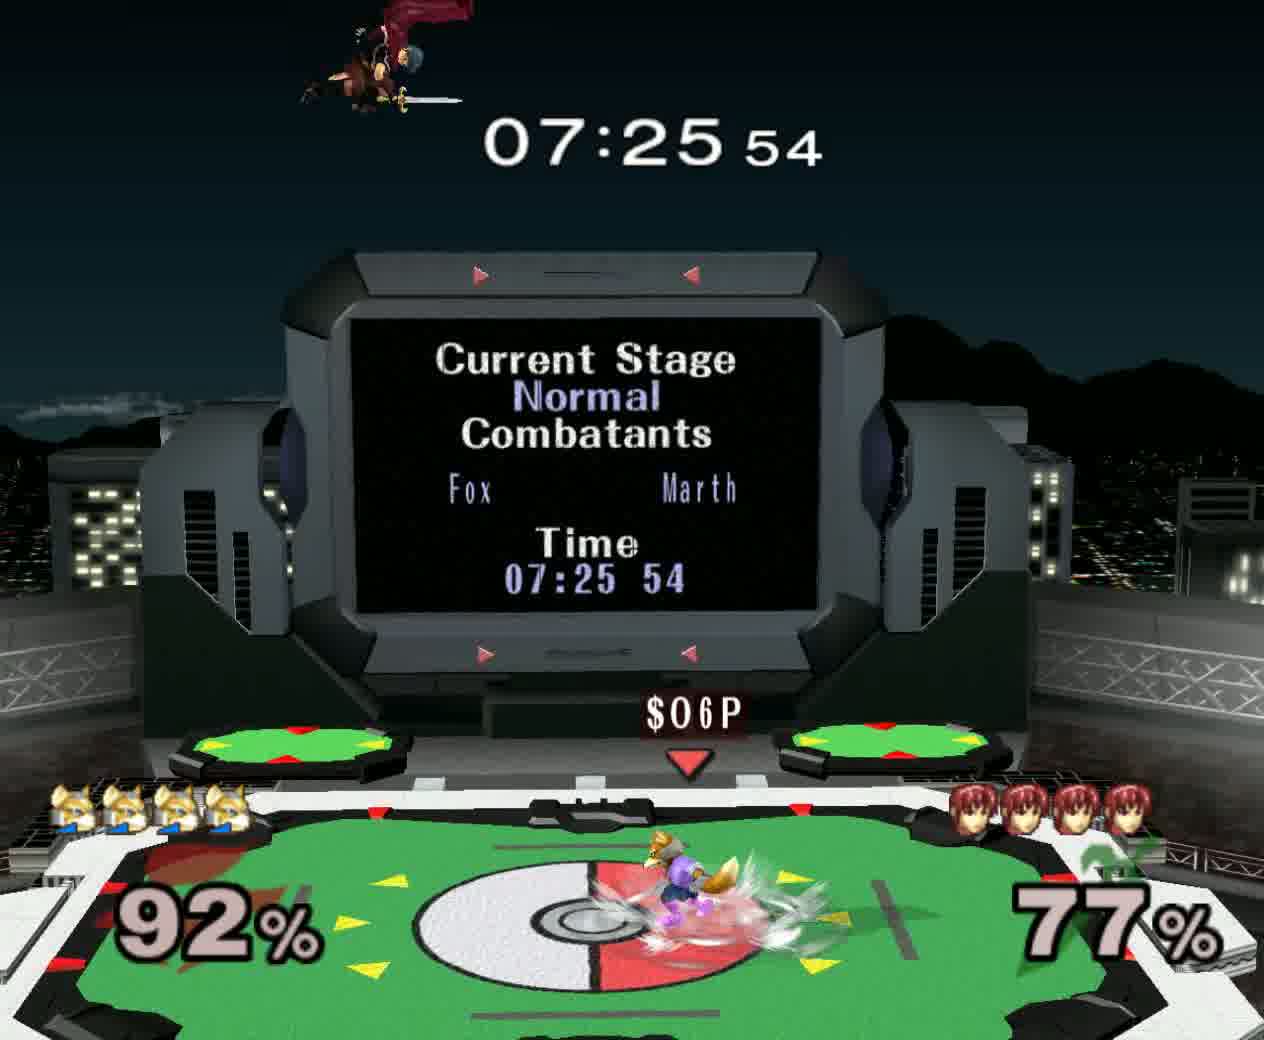 07:25 54
Current Stage
Normal
Combatants
Fox Marth
Time
07:25 54
$06P
92% 77%